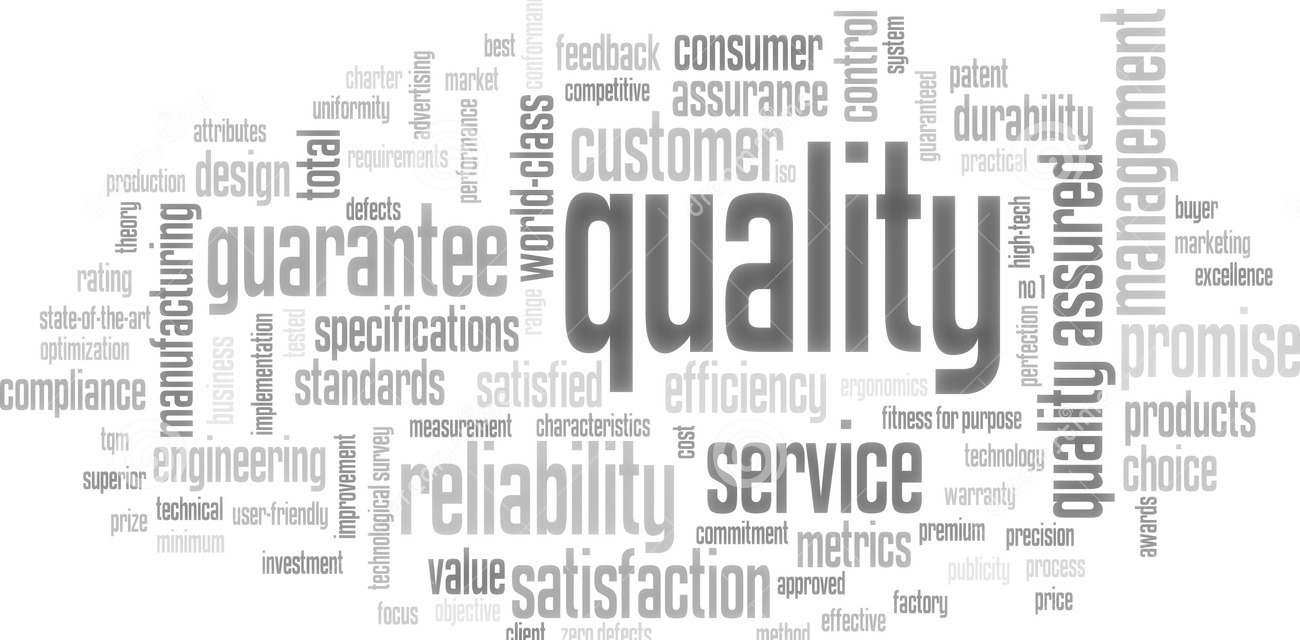 best
conformance
feedback
consumer
control
system
management
charter
advertising
market
competitive
assurance
guaranteed
patent
uniformity
performance
world-class
durability
attributes
total
requirements
customer
iso
practical
production
design
defects
quality
high-tech
quality assured
buyer
theory
manufacturing
guarantee
marketing
rating
range
no 1
excellence
state-of-the-art
business
implementation
tested
specifications
perfection
promise
optimization
compliance
standards
satisfied
efficiency
ergonomics
products
tqm
measurement
characteristics
cost
fitness for purpose
superior
engineering
improvement
technological survey
reliability
service
technology
choice
prize
technical
user-friendly
warranty
awards
minimum
commitment
metrics
premium
precision
investment
value
satisfaction
approved
publicity
process
focus
objective
factory
price
client
zero defects
method
effective